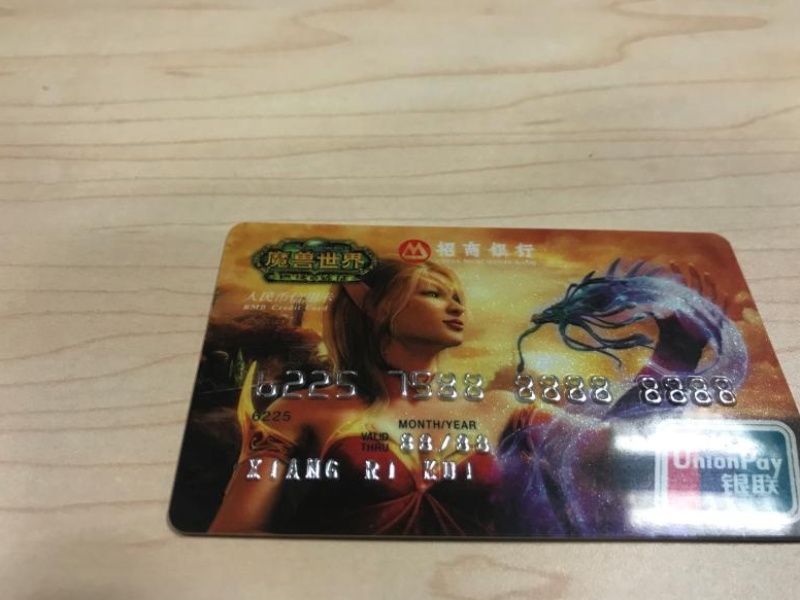 魔兽世界
招商银行
人民币信用卡
RMB Credit Card
6225 7588 8888 8888
6225
MONTH/YEAR
VALID THRU 88/88
XIANG RI KUI
UnionPay
银联